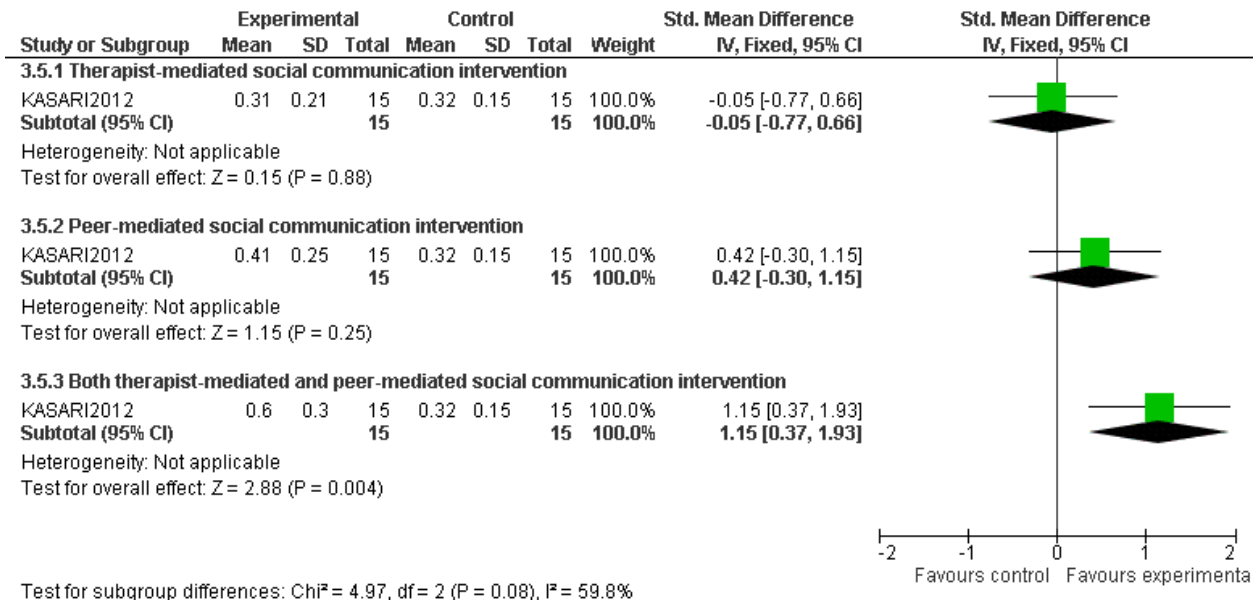 Experimental Control Std. Mean Difference Std. Mean Difference
Study or Subgroup Mean SD Total Mean SD Total Weight IV, Fixed, 95% CI IV, Fixed, 95% CI
3.5.1 Therapist-mediated social communication intervention
KASARI2012 0.31 0.21 15 0.32 0.15 15 100.0% -0.05 [-0.77, 0.66]
Subtotal (95% CI) 15 15 100.0% -0.05 [-0.77, 0.66]
Heterogeneity: Not applicable
Test for overall effect: Z = 0.15 (P = 0.88)
3.5.2 Peer-mediated social communication intervention
KASARI2012 0.41 0.25 15 0.32 0.15 15 100.0% 0.42 [-0.30, 1.15]
Subtotal (95% CI) 15 15 100.0% 0.42 [-0.30, 1.15]
Heterogeneity: Not applicable
Test for overall effect: Z = 1.15 (P = 0.25)
3.5.3 Both therapist-mediated and peer-mediated social communication intervention
KASARI2012 0.6 0.3 15 0.32 0.15 15 100.0% 1.15 [0.37, 1.93]
Subtotal (95% CI) 15 15 100.0% 1.15 [0.37, 1.93]
Heterogeneity: Not applicable
Test for overall effect: Z = 2.88 (P = 0.004)
-2 -1 0 1 2
Favours control Favours experimenta
Test for subgroup differences: Chi² = 4.97, df = 2 (P = 0.08), I² = 59.8%